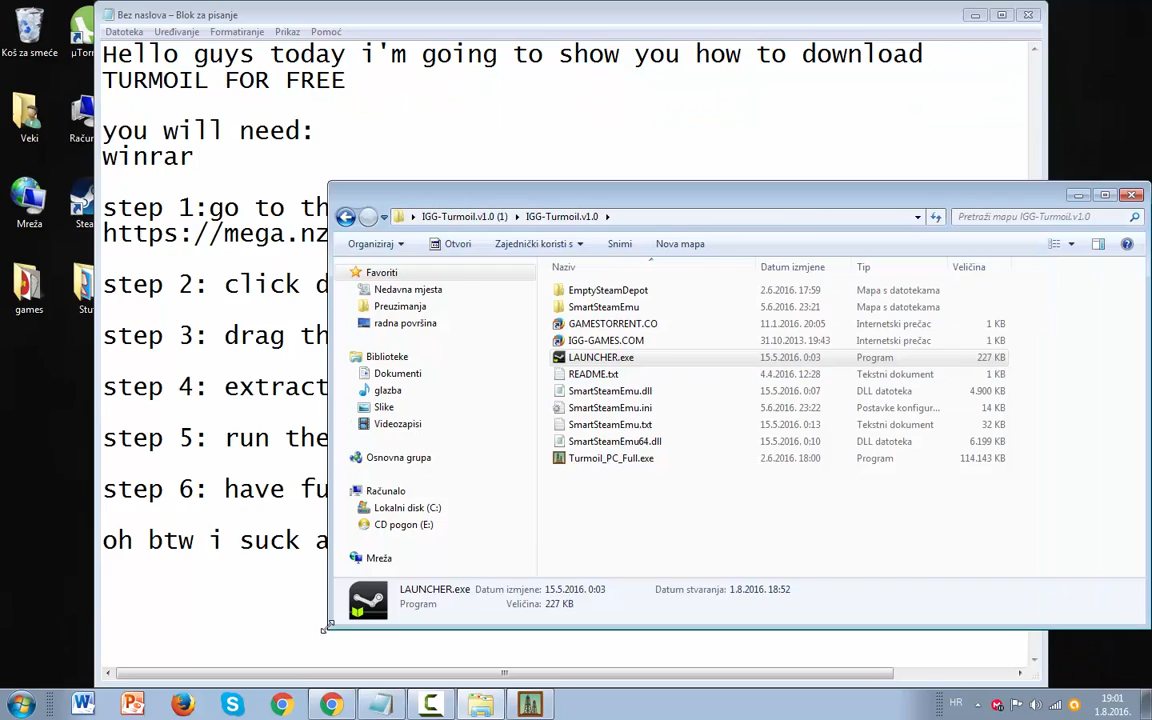 Bez naslova – Blok za pisanje
Datoteka Uređivanje Formatiranje Prikaz Pomoć
Hello guys today i'm going to show you how to download
TURMOIL FOR FREE
you will need:
winrar
step 1:go to th
https://mega.nz
step 2: click d
step 3: drag th
step 4: extract
step 5: run the
step 6: have fu
oh btw i suck a
Koš za smeće
µTor
Veki
Račun
Mreža
Stea
games
Stu
IGG-Turmoil.v1.0 (1) IGG-Turmoil.v1.0
Pretraži mapu IGG-Turmoil.v1.0
Organiziraj Otvori Zajednički koristi s Snimi Nova mapa
Favoriti
Nedavna mjesta
Preuzimanja
radna površina
Biblioteke
Dokumenti
glazba
Slike
Videozapisi
Osnovna grupa
Računalo
Lokalni disk (C:)
CD pogon (E:)
Mreža
Naziv Datum izmjene Tip Veličina
EmptySteamDepot 2.6.2016. 17:59 Mapa s datotekama
SmartSteamEmu 5.6.2016. 23:21 Mapa s datotekama
GAMESTORRENT.CO 11.1.2016. 20:05 Internetski prečac 1 KB
IGG-GAMES.COM 31.10.2013. 19:43 Internetski prečac 1 KB
LAUNCHER.exe 15.5.2016. 0:03 Program 227 KB
README.txt 4.4.2016. 12:28 Tekstni dokument 1 KB
SmartSteamEmu.dll 15.5.2016. 0:07 DLL datoteka 4.900 KB
SmartSteamEmu.ini 5.6.2016. 23:22 Postavke konfigur... 14 KB
SmartSteamEmu.txt 15.5.2016. 0:13 Tekstni dokument 32 KB
SmartSteamEmu64.dll 15.5.2016. 0:10 DLL datoteka 6.199 KB
Turmoil_PC_Full.exe 2.6.2016. 18:00 Program 114.143 KB
LAUNCHER.exe Datum izmjene: 15.5.2016. 0:03 Datum stvaranja: 1.8.2016. 18:52
Program Veličina: 227 KB
HR
19:01
1.8.2016.